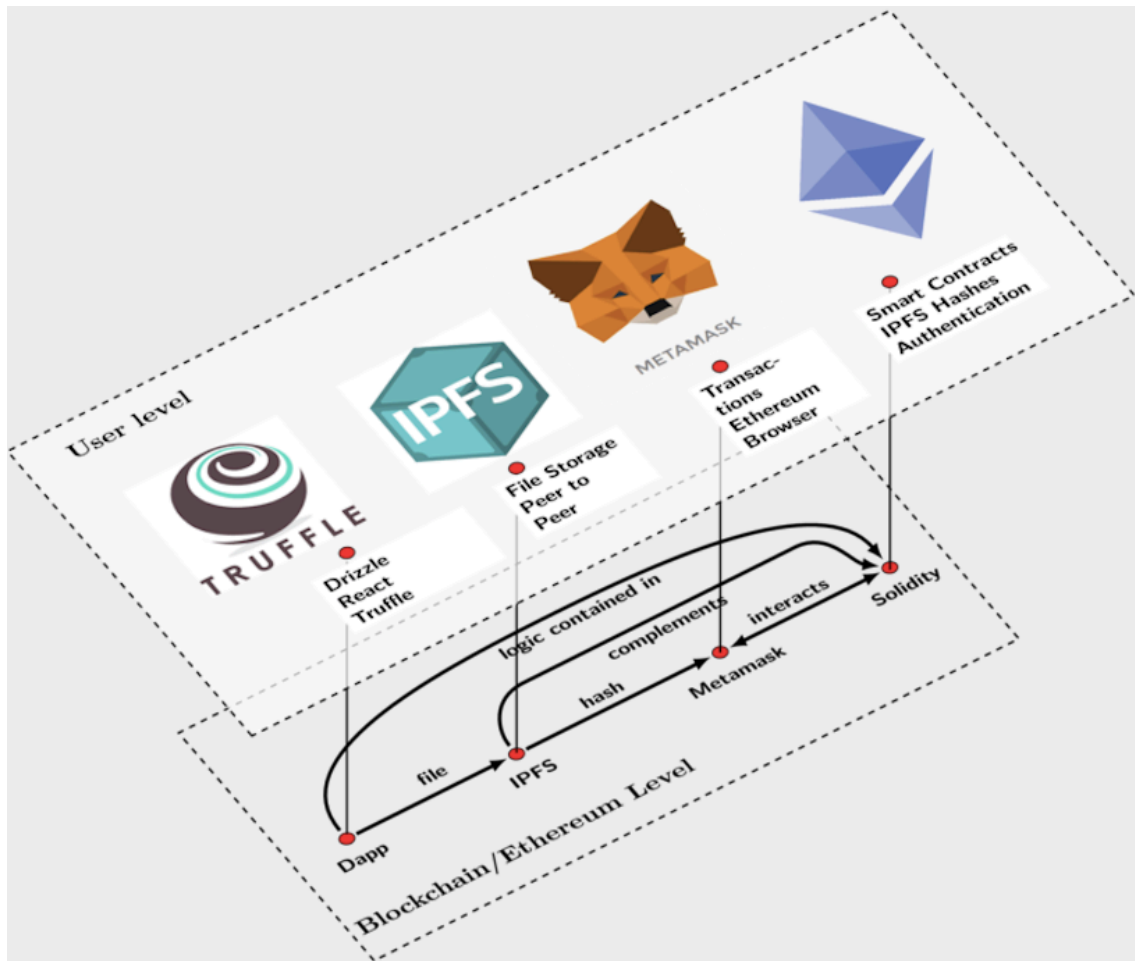 User level
TRUFFLE
IPFS
METAMASK
Drizzle
React
Truffle
File Storage
Peer to
Peer
Transac-
tions
Ethereum
Browser
Smart Contracts
IPFS Hashes
Authentication
logic contained in
complements
interacts
hash
file
Dapp
IPFS
Metamask
Solidity
Blockchain/Ethereum Level